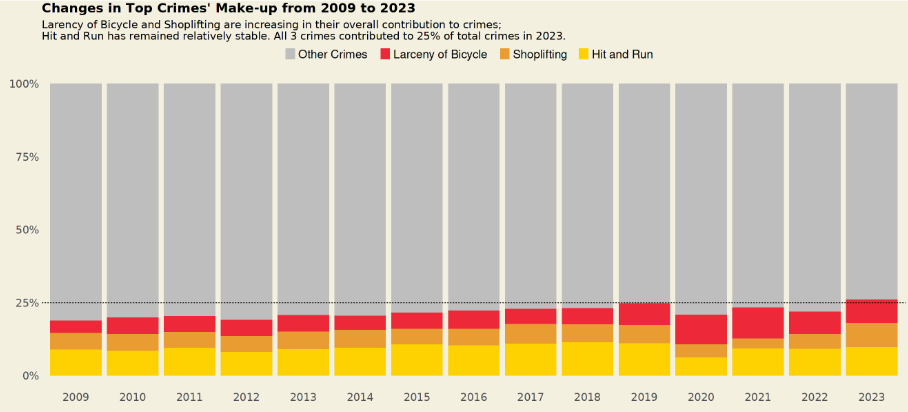 Changes in Top Crimes' Make-up from 2009 to 2023
Larency of Bicycle and Shoplifting are increasing in their overall contribution to crimes;
Hit and Run has remained relatively stable. All 3 crimes contributed to 25% of total crimes in 2023.
Other Crimes Larceny of Bicycle Shoplifting Hit and Run
100%
75%
50%
25%
0%
2009 2010 2011 2012 2013 2014 2015 2016 2017 2018 2019 2020 2021 2022 2023